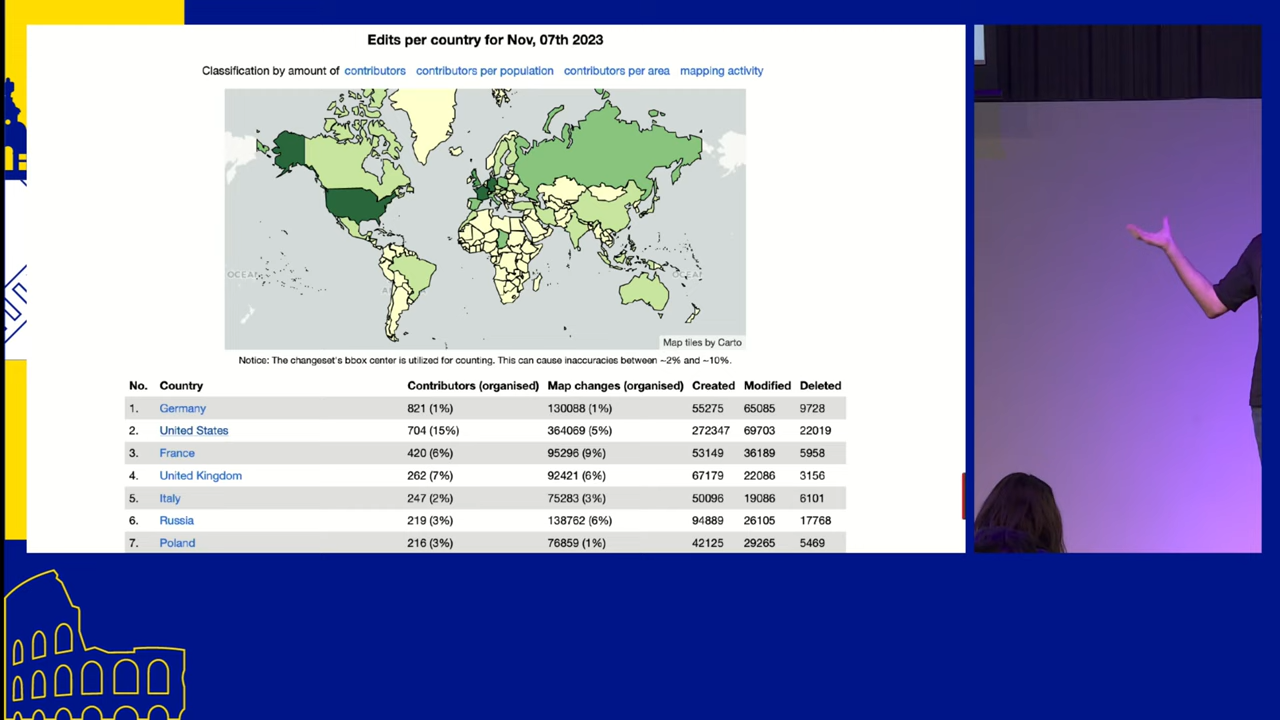 Edits per country for Nov, 07th 2023
Classification by amount of contributors contributors per population contributors per area mapping activity
OCEA
OCEA
A
Map tiles by Carto
Notice: The changeset's bbox center is utilized for counting. This can cause inaccuracies between ~2% and ~10%.
No. Country Contributors (organised) Map changes (organised) Created Modified Deleted
1. Germany 821 (1%) 130088 (1%) 55275 65085 9728
2. United States 704 (15%) 364069 (5%) 272347 69703 22019
3. France 420 (6%) 95296 (9%) 53149 36189 5958
4. United Kingdom 262 (7%) 92421 (6%) 67179 22086 3156
5. Italy 247 (2%) 75283 (3%) 50096 19086 6101
6. Russia 219 (3%) 138762 (6%) 94889 26105 17768
7. Poland 216 (3%) 76859 (1%) 42125 29265 5469